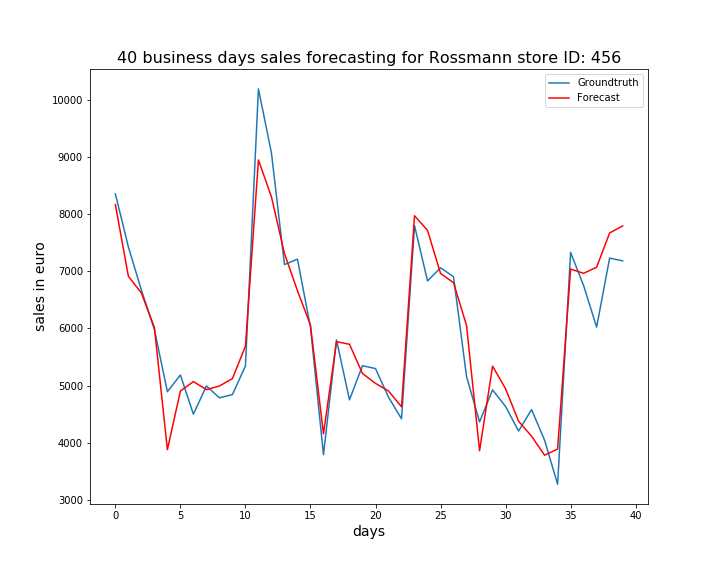 40 business days sales forecasting for Rossmann store ID: 456
Groundtruth
Forecast
10000
9000
8000
7000
6000
5000
4000
3000
sales in euro
0 5 10 15 20 25 30 35 40
days